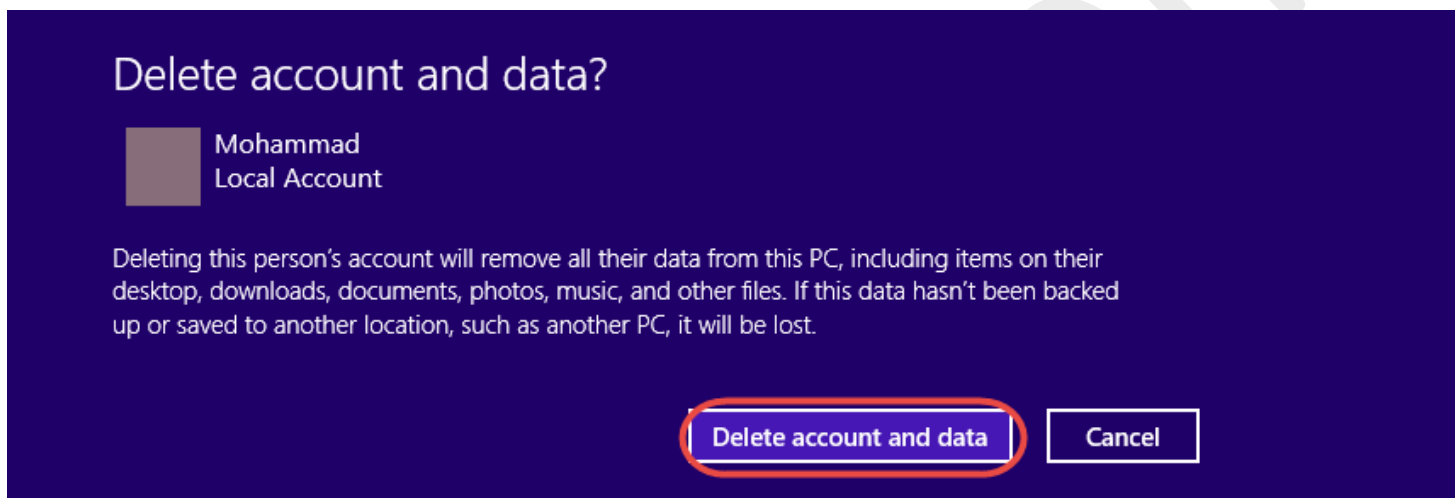 Delete account and data?
Mohammad
Local Account
Deleting this person's account will remove all their data from this PC, including items on their
desktop, downloads, documents, photos, music, and other files. If this data hasn't been backed
up or saved to another location, such as another PC, it will be lost.
Delete account and data Cancel